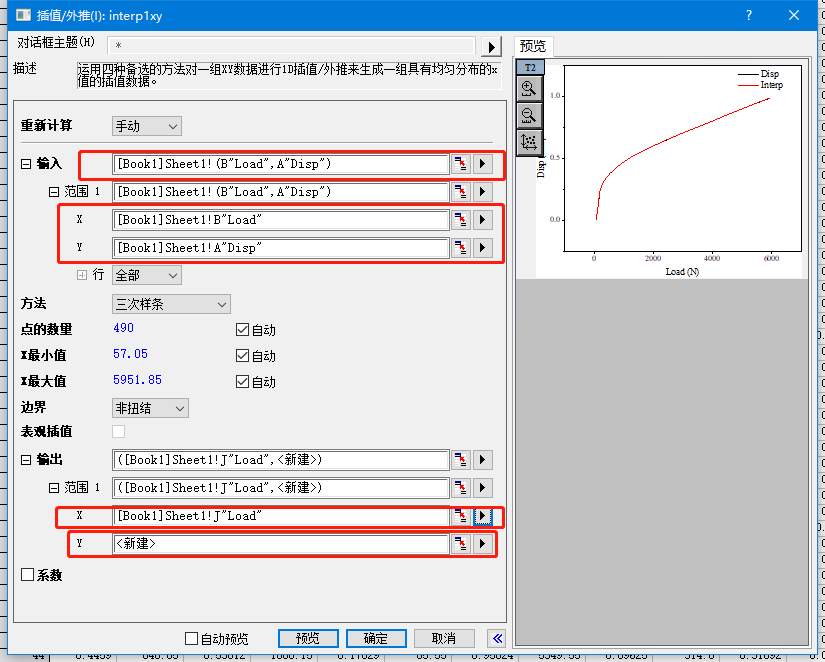 插值/外推(I): interp1xy
?
对话框主题(H) *
描述 运用四种备选的方法对一组XY数据进行1D插值/外推来生成一组具有均匀分布的x
值的插值数据。
重新计算 手动
输入 [Book1]Sheet1!(B"Load",A"Disp")
范围 1 [Book1]Sheet1!(B"Load",A"Disp")
X [Book1]Sheet1!B"Load"
Y [Book1]Sheet1!A"Disp"
行 全部
方法 三次样条
点的数量 490 自动
X最小值 57.05 自动
X最大值 5951.85 自动
边界 非扭结
表观插值
输出 ([Book1]Sheet1!J"Load",<新建>)
范围 1 ([Book1]Sheet1!J"Load",<新建>)
X [Book1]Sheet1!J"Load"
Y <新建>
系数
自动预览 预览 确定 取消 «
预览
T2
Disp
Interp
1.0
0.5
0.0
Disp
0 2000 4000 6000
Load (N)